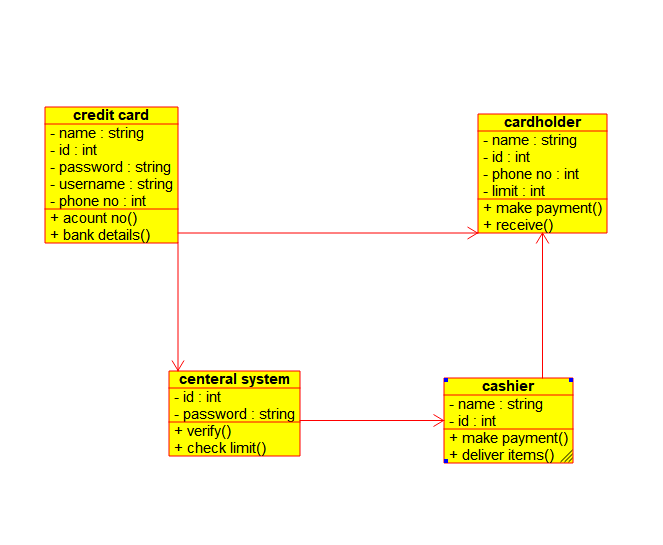 credit card
- name : string
- id : int
- password : string
- username : string
- phone no : int
+ acount no()
+ bank details()
cardholder
- name : string
- id : int
- phone no : int
- limit : int
+ make payment()
+ receive()
centeral system
- id : int
- password : string
+ verify()
+ check limit()
cashier
- name : string
- id : int
+ make payment()
+ deliver items()